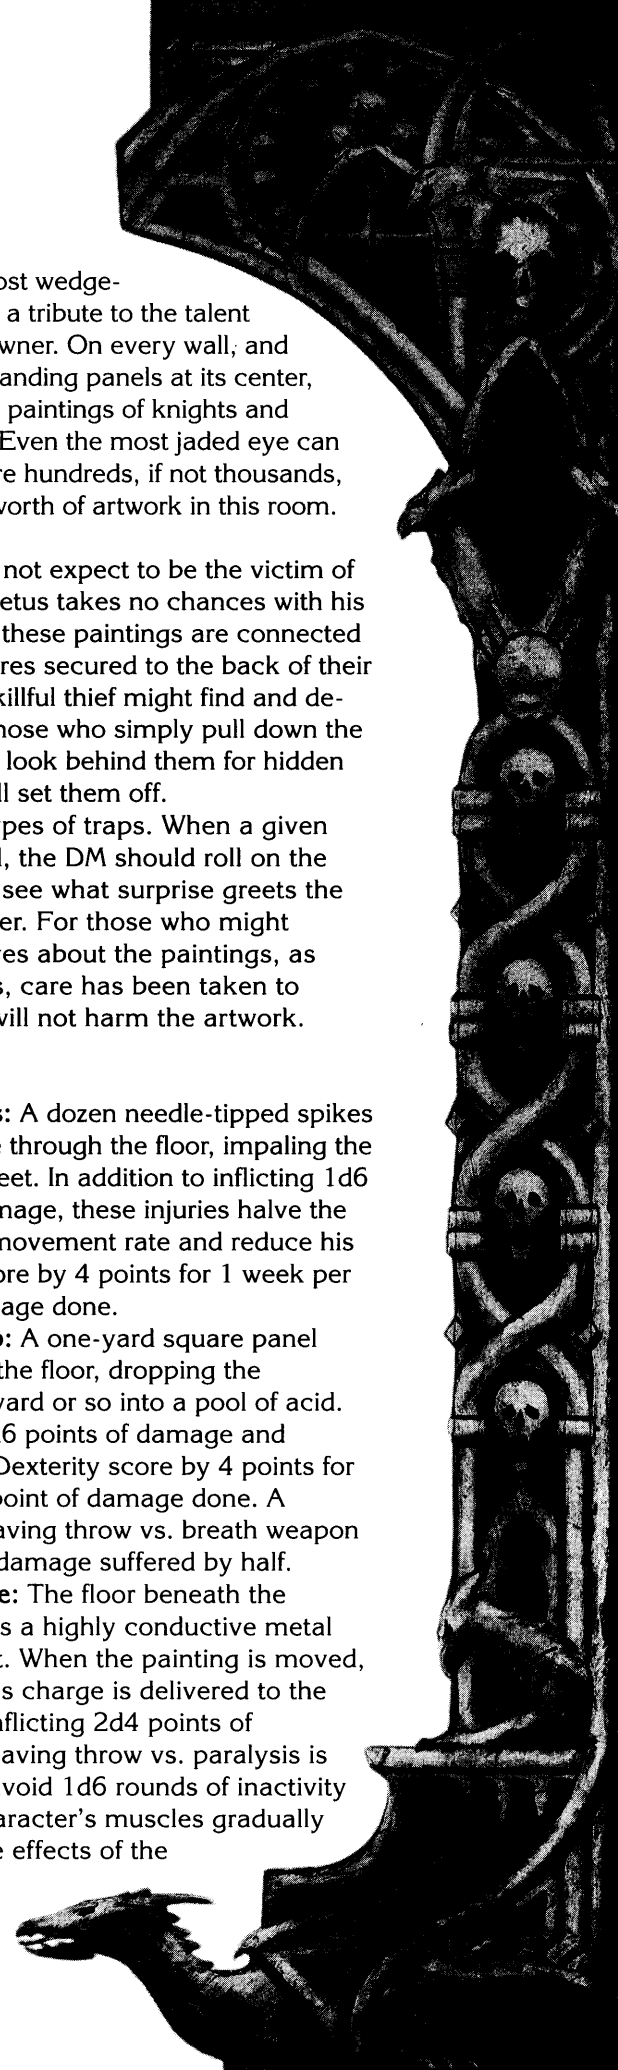 ost wedge-
a tribute to the talent
wner. On every wall, and
anding panels at its center,
paintings of knights and
Even the most jaded eye can
re hundreds, if not thousands,
worth of artwork in this room.
not expect to be the victim of
etus takes no chances with his
these paintings are connected
res secured to the back of their
killful thief might find and de-
hose who simply pull down the
look behind them for hidden
ll set them off.
ypes of traps. When a given
l, the DM should roll on the
see what surprise greets the
er. For those who might
ves about the paintings, as
s, care has been taken to
will not harm the artwork.
s: A dozen needle-tipped spikes
e through the floor, impaling the
eet. In addition to inflicting 1d6
mage, these injuries halve the
movement rate and reduce his
ore by 4 points for 1 week per
age done.
o: A one-yard square panel
the floor, dropping the
yard or so into a pool of acid.
d6 points of damage and
Dexterity score by 4 points for
point of damage done. A
aving throw vs. breath weapon
damage suffered by half.
e: The floor beneath the
s a highly conductive metal
t. When the painting is moved,
s charge is delivered to the
nflicting 2d4 points of
aving throw vs. paralysis is
void 1d6 rounds of inactivity
aracter's muscles gradually
e effects of the